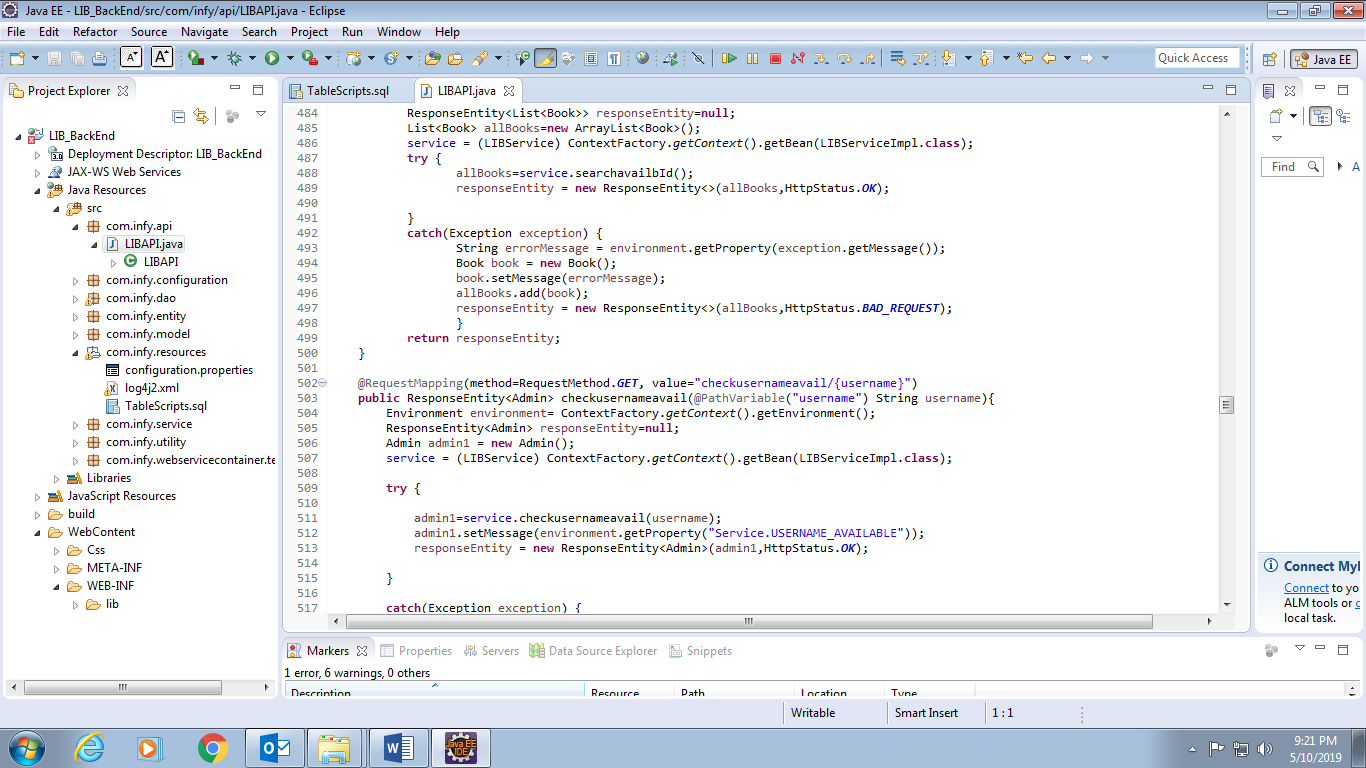 Java EE - LIB_BackEnd/src/com/infy/api/LIBAPI.java - Eclipse
File Edit Refactor Source Navigate Search Project Run Window Help
A A Quick Access Java EE
Project Explorer
LIB_BackEnd
Deployment Descriptor: LIB_BackEnd
JAX-WS Web Services
Java Resources
src
com.infy.api
LIBAPI.java
LIBAPI
com.infy.configuration
com.infy.dao
com.infy.entity
com.infy.model
com.infy.resources
configuration.properties
log4j2.xml
TableScripts.sql
com.infy.service
com.infy.utility
com.infy.webservicecontainer.te
Libraries
JavaScript Resources
build
WebContent
Css
META-INF
WEB-INF
lib
TableScripts.sql LIBAPI.java
484 ResponseEntity<List<Book>> responseEntity=null;
485 List<Book> allBooks=new ArrayList<Book>();
486 service = (LIBService) ContextFactory.getContext().getBean(LIBServiceImpl.class);
487 try {
488 allBooks=service.searchavailbId();
489 responseEntity = new ResponseEntity<>(allBooks,HttpStatus.OK);
490
491 }
492 catch(Exception exception) {
493 String errorMessage = environment.getProperty(exception.getMessage());
494 Book book = new Book();
495 book.setMessage(errorMessage);
496 allBooks.add(book);
497 responseEntity = new ResponseEntity<>(allBooks,HttpStatus.BAD_REQUEST);
498 }
499 return responseEntity;
500 }
501
502 @RequestMapping(method=RequestMethod.GET, value="checkusernameavail/{username}")
503 public ResponseEntity<Admin> checkusernameavail(@PathVariable("username") String username){
504 Environment environment= ContextFactory.getContext().getEnvironment();
505 ResponseEntity<Admin> responseEntity=null;
506 Admin admin1 = new Admin();
507 service = (LIBService) ContextFactory.getContext().getBean(LIBServiceImpl.class);
508
509 try {
510
511 admin1=service.checkusernameavail(username);
512 admin1.setMessage(environment.getProperty("Service.USERNAME_AVAILABLE"));
513 responseEntity = new ResponseEntity<Admin>(admin1,HttpStatus.OK);
514
515 }
516
517 catch(Exception exception) {
Find A
Connect Myl
Connect to yo
ALM tools or c
local task.
Markers Properties Servers Data Source Explorer Snippets
1 error, 6 warnings, 0 others
Description Resource Path Location Type
Writable Smart Insert 1 : 1
9:21 PM
5/10/2019